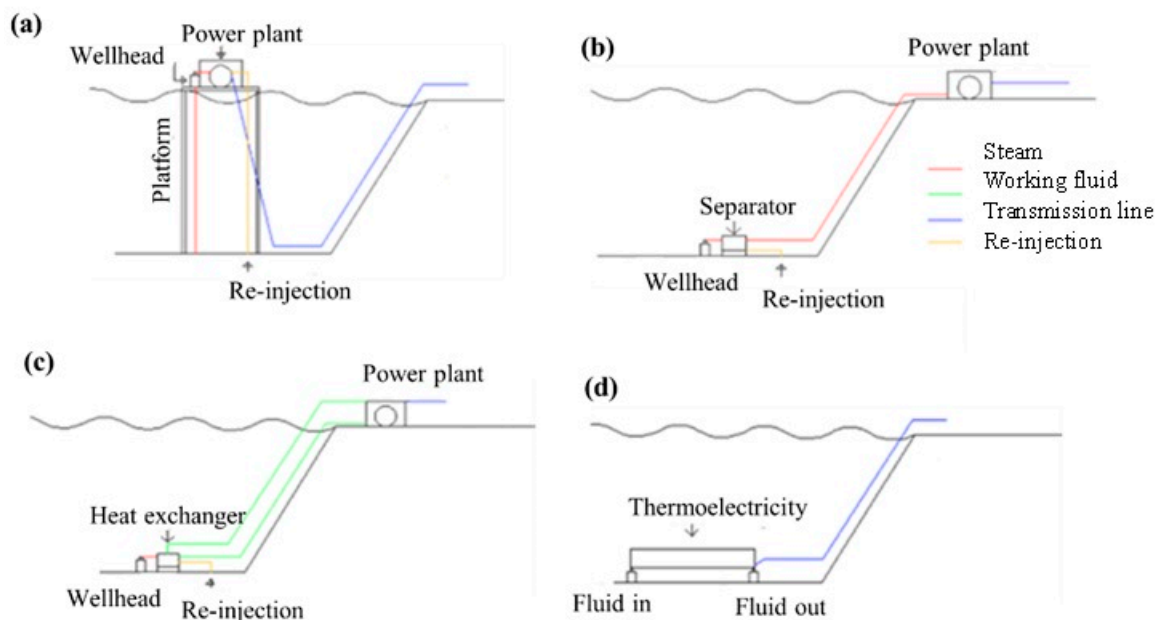 (a)
Power plant
Wellhead
Platform
Re-injection
(b)
Power plant
Separator
Wellhead
Re-injection
Steam
Working fluid
Transmission line
Re-injection
(c)
Power plant
Heat exchanger
Wellhead
Re-injection
(d)
Thermoelectricity
Fluid in
Fluid out